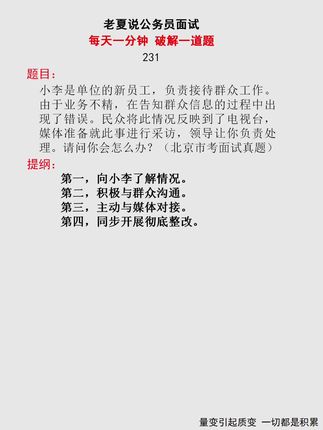 老夏说公务员面试
每天一分钟 破解一道题
231
题目：
小李是单位的新员工，负责接待群众工作。
由于业务不精，在告知群众信息的过程中出
现了错误。民众将此情况反映到了电视台，
媒体准备就此事进行采访，领导让你负责处
理。请问你会怎么办？（北京市考面试真题）
提纲：
第一，向小李了解情况。
第二，积极与群众沟通。
第三，主动与媒体对接。
第四，同步开展彻底整改。
量变引起质变 一切都是积累